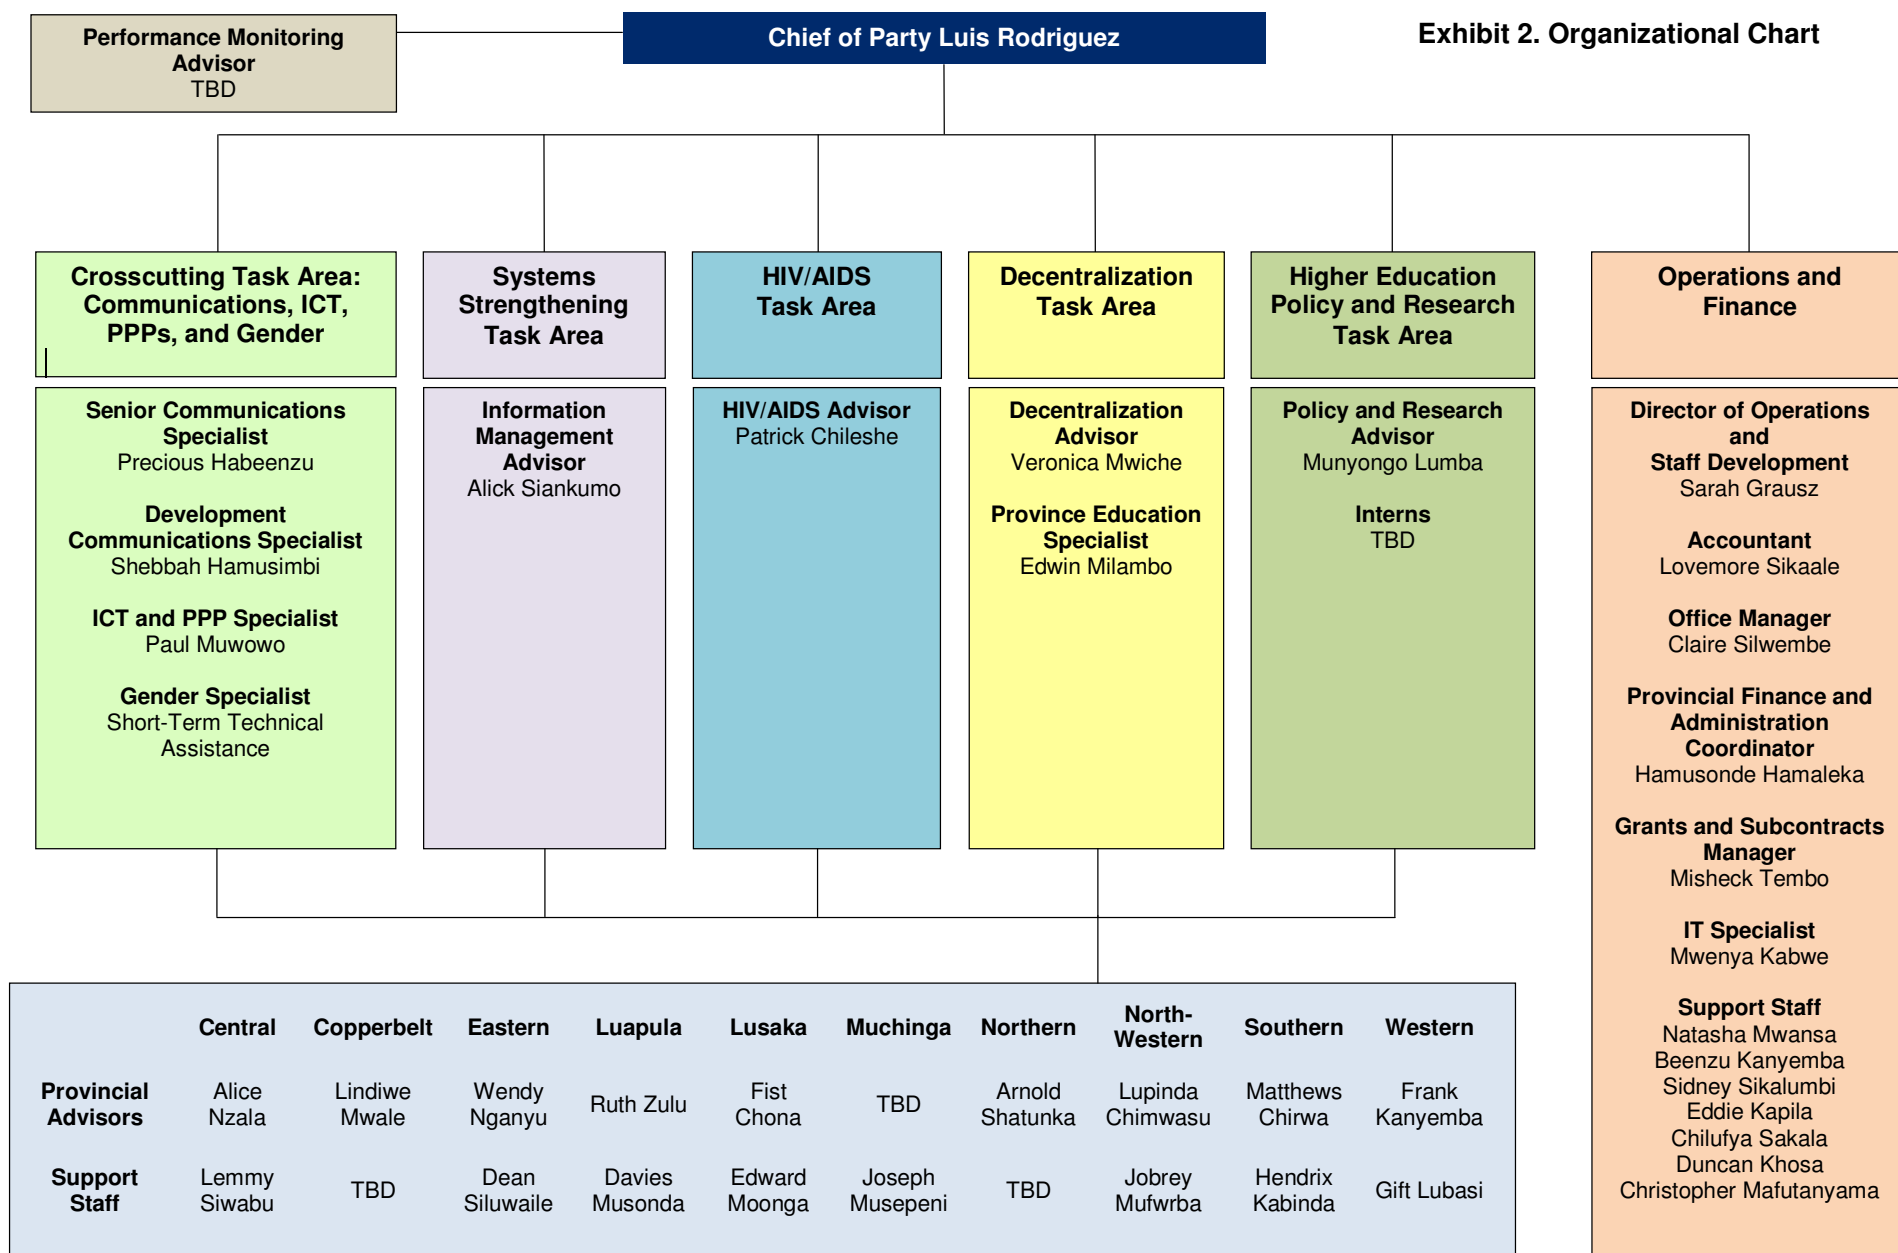 Performance Monitoring
Advisor
TBD
Chief of Party Luis Rodriguez
Exhibit 2. Organizational Chart
Crosscutting Task Area:
Communications, ICT,
PPPs, and Gender
Systems
Strengthening
Task Area
HIV/AIDS
Task Area
Decentralization
Task Area
Higher Education
Policy and Research
Task Area
Operations and
Finance
Senior Communications
Specialist
Precious Habeenzu
Development
Communications Specialist
Shebbah Hamusimbi
ICT and PPP Specialist
Paul Muwowo
Gender Specialist
Short-Term Technical
Assistance
Information
Management
Advisor
Alick Siankumo
HIV/AIDS Advisor
Patrick Chileshe
Decentralization
Advisor
Veronica Mwiche
Province Education
Specialist
Edwin Milambo
Policy and Research
Advisor
Munyongo Lumba
Interns
TBD
Director of Operations
and
Staff Development
Sarah Grausz
Accountant
Lovemore Sikaale
Office Manager
Claire Silwembe
Provincial Finance and
Administration
Coordinator
Hamusonde Hamaleka
Grants and Subcontracts
Manager
Misheck Tembo
IT Specialist
Mwenya Kabwe
Support Staff
Natasha Mwansa
Beenzu Kanyemba
Sidney Sikalumbi
Eddie Kapila
Chilufya Sakala
Duncan Khosa
Christopher Mafutanyama
Central
Copperbelt
Eastern
Luapula
Lusaka
Muchinga
Northern
North-
Western
Southern
Western
Provincial
Advisors
Alice
Nzala
Lindiwe
Mwale
Wendy
Nganyu
Ruth Zulu
Fist
Chona
TBD
Arnold
Shatunka
Lupinda
Chimwasu
Matthews
Chirwa
Frank
Kanyemba
Support
Staff
Lemmy
Siwabu
TBD
Dean
Siluwaile
Davies
Musonda
Edward
Moonga
Joseph
Musepeni
TBD
Jobrey
Mufwrba
Hendrix
Kabinda
Gift Lubasi